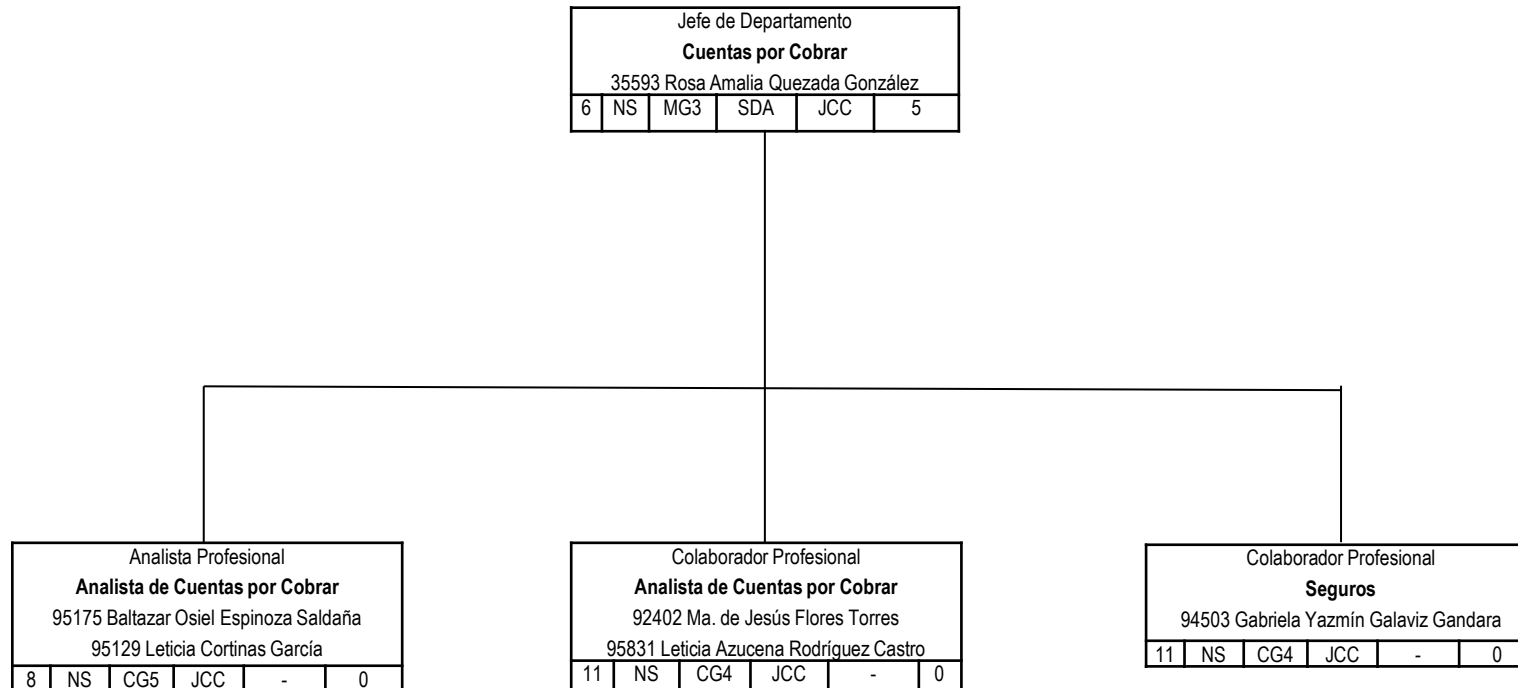 Jefe de Departamento
Cuentas por Cobrar
35593 Rosa Amalia Quezada González
6 NS MG3 SDA JCC 5
Analista Profesional
Analista de Cuentas por Cobrar
95175 Baltazar Osiel Espinoza Saldaña
95129 Leticia Cortinas García
8 NS CG5 JCC - 0
Colaborador Profesional
Analista de Cuentas por Cobrar
92402 Ma. de Jesús Flores Torres
95831 Leticia Azucena Rodríguez Castro
11 NS CG4 JCC - 0
Colaborador Profesional
Seguros
94503 Gabriela Yazmín Galaviz Gandara
11 NS CG4 JCC - 0